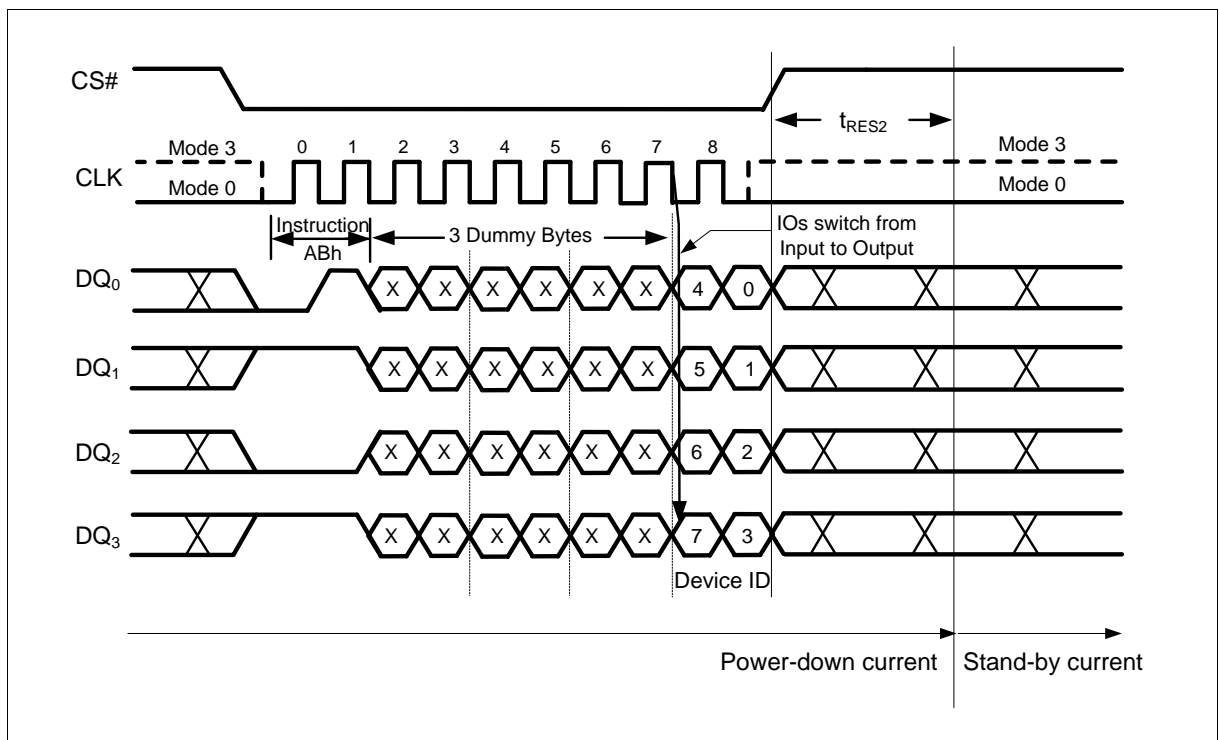 CS#
tRES2
0 1 2 3 4 5 6 7 8
Mode 3
Mode 3
CLK
Mode 0
Mode 0
Instruction
ABh
3 Dummy Bytes
IOs switch from
Input to Output
DQ0
X X X X X X 4 0
DQ1
X X X X X X 5 1
DQ2
X X X X X X 6 2
DQ3
X X X X X X 7 3
Device ID
Power-down current
Stand-by current